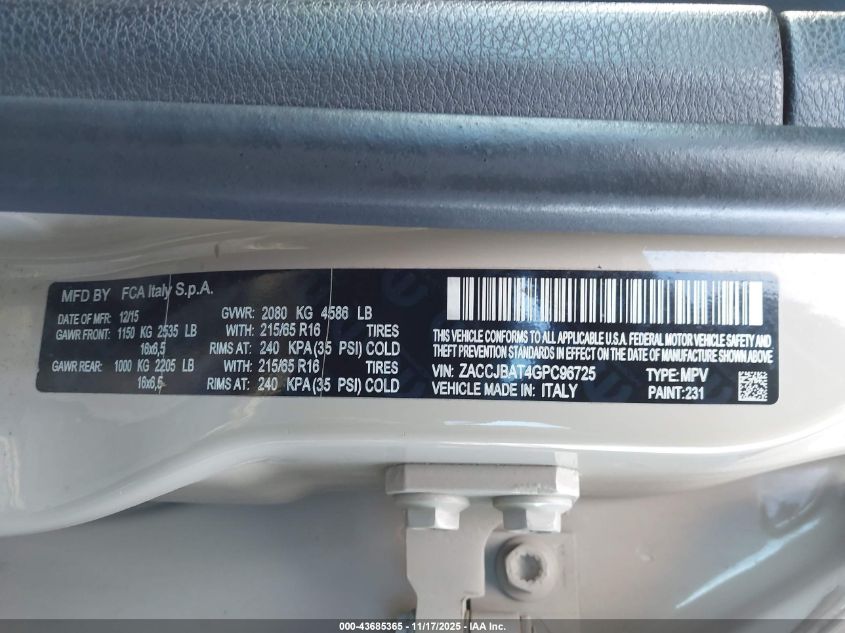 MFD BY FCA Italy S.p.A.
DATE OF MFR: 12/15 GVWR: 2080 KG 4586 LB
GAWR FRONT: 1150 KG 2535 LB WITH: 215/65 R16 TIRES
16x6,5 RIMS AT: 240 KPA(35 PSI) COLD
GAWR REAR: 1000 KG 2205 LB WITH: 215/65 R16 TIRES
16x6,5 RIMS AT: 240 KPA(35 PSI) COLD
THIS VEHICLE CONFORMS TO ALL APPLICABLE U.S.A. FEDERAL MOTOR VEHICLE SAFETY AND
THEFT PREVENTION STANDARDS IN EFFECT ON THE DATE OF MANUFACTURE SHOWN ABOVE.
VIN: ZACCJBAT4GPC96725 TYPE: MPV
VEHICLE MADE IN: ITALY PAINT:231
000-43685365 - 11/17/2025 - © IAA, Inc.